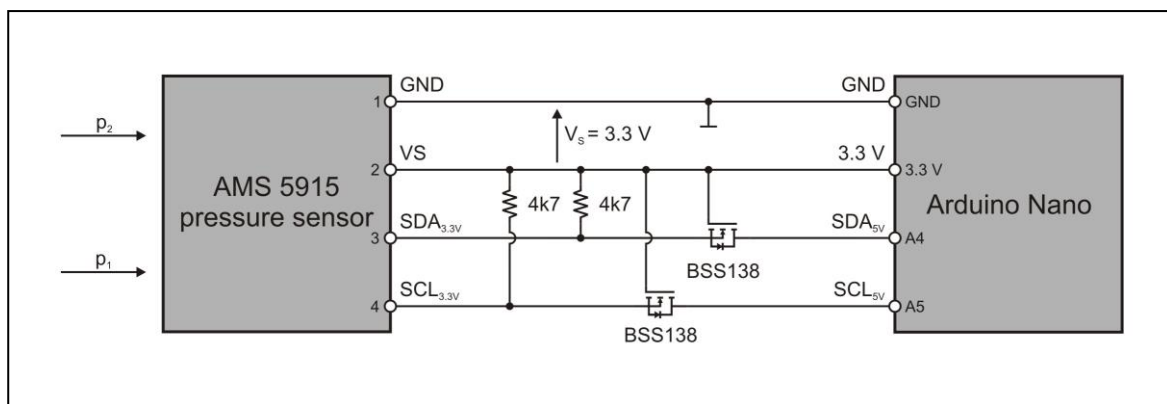 GND
GND
1
GND
p₂
Vₛ = 3.3 V
VS
3.3 V
2
3.3 V
AMS 5915
pressure sensor
4k7
4k7
Arduino Nano
SDA₃.₃ᵥ
SDA₅ᵥ
3
A4
p₁
BSS138
SCL₃.₃ᵥ
SCL₅ᵥ
4
A5
BSS138